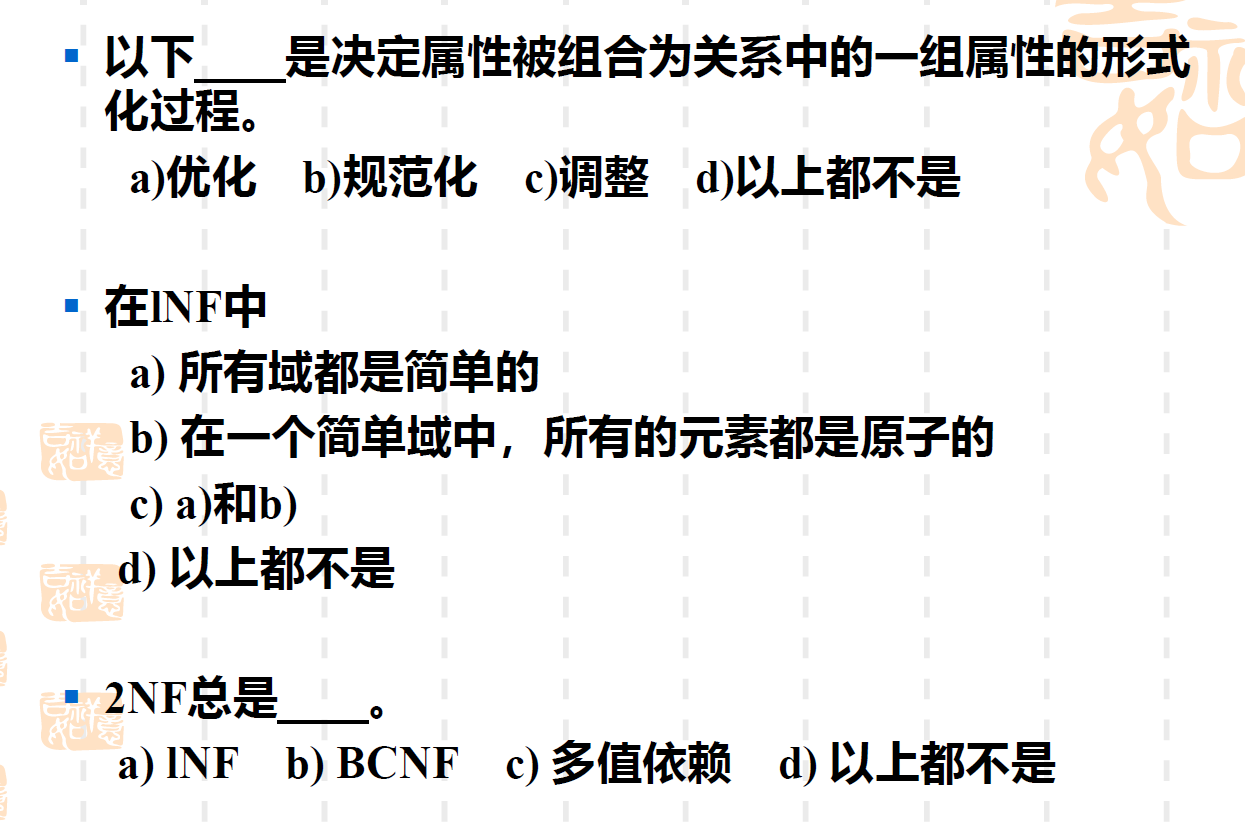 以下____是决定属性被组合为关系中的一组属性的形式
化过程。
a)优化 b)规范化 c)调整 d)以上都不是
在lNF中
a) 所有域都是简单的
b) 在一个简单域中，所有的元素都是原子的
c) a)和b)
d) 以上都不是
2NF总是____。
a) lNF b) BCNF c) 多值依赖 d) 以上都不是